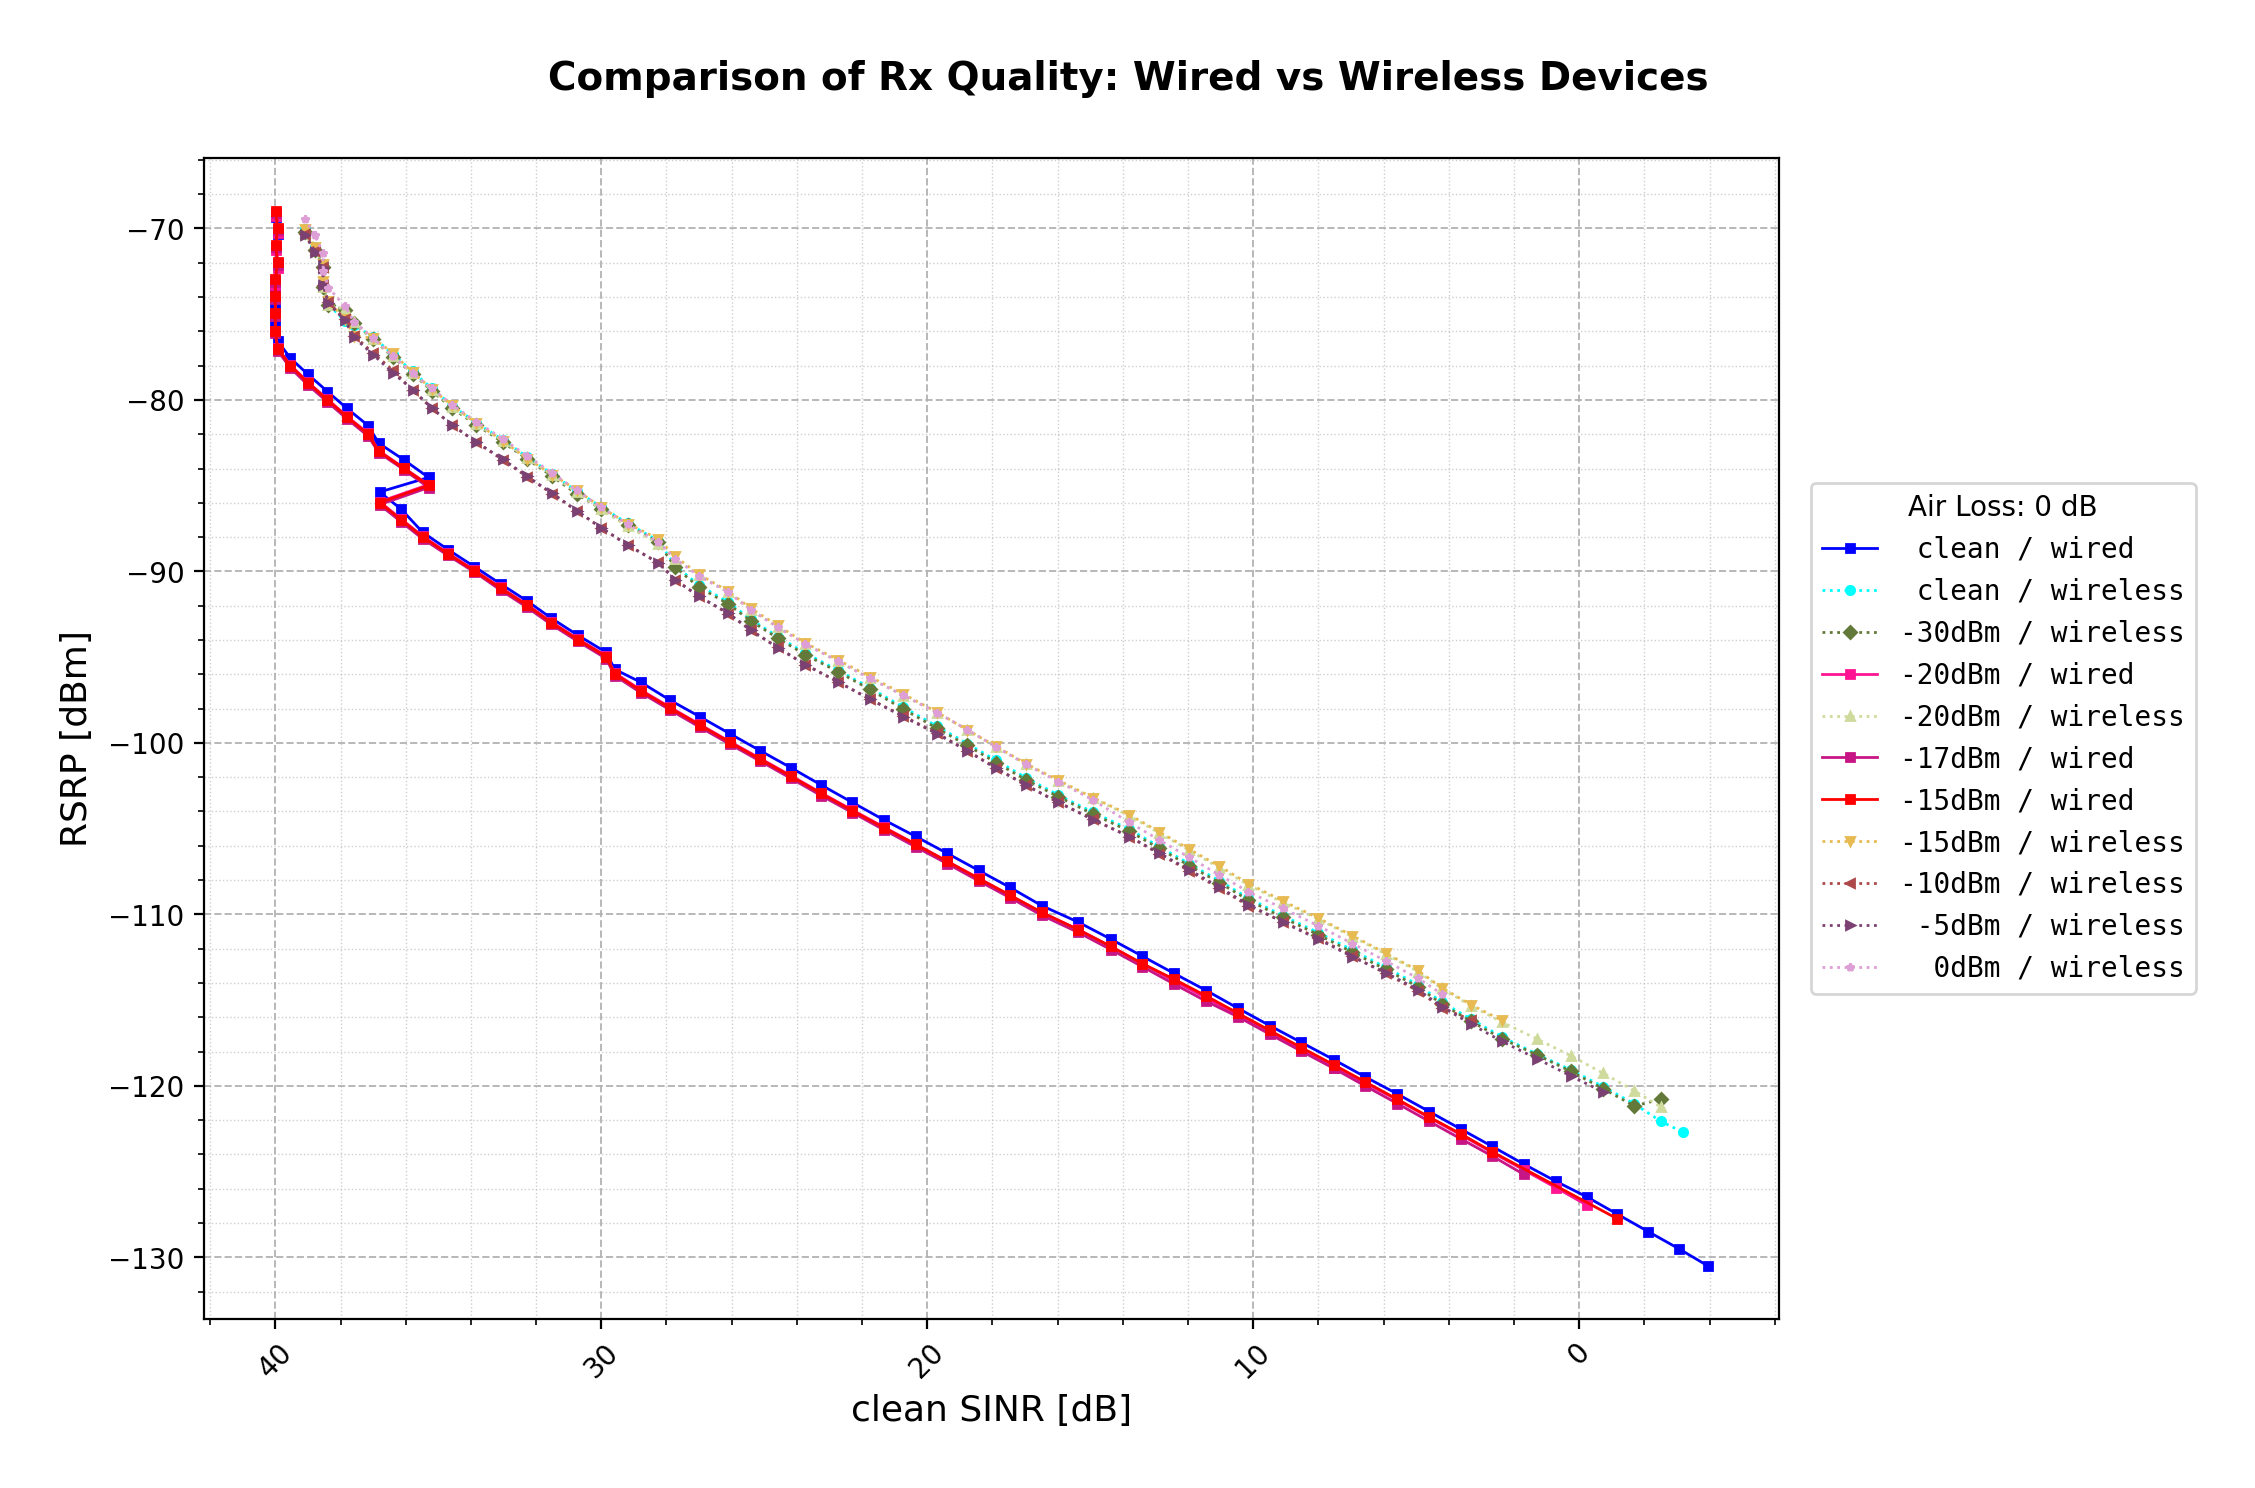 Comparison of Rx Quality: Wired vs Wireless Devices
−70
−80
−90
−100
−110
−120
−130
RSRP [dBm]
40
30
20
10
0
clean SINR [dB]
Air Loss: 0 dB
clean / wired
clean / wireless
-30dBm / wireless
-20dBm / wired
-20dBm / wireless
-17dBm / wired
-15dBm / wired
-15dBm / wireless
-10dBm / wireless
-5dBm / wireless
0dBm / wireless